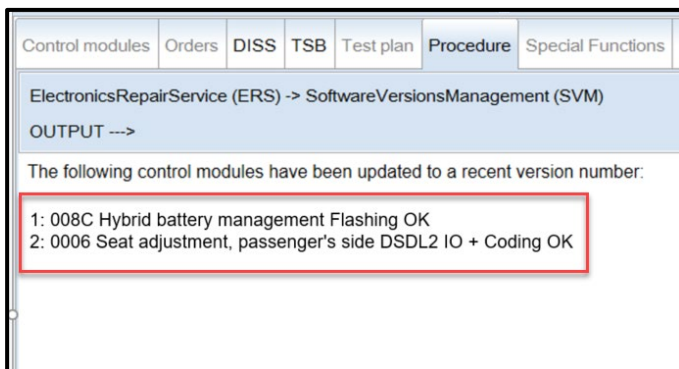 Control modules Orders DISS TSB Test plan Procedure Special Functions
ElectronicsRepairService (ERS) -> SoftwareVersionsManagement (SVM)
OUTPUT --->
The following control modules have been updated to a recent version number:
1: 008C Hybrid battery management Flashing OK
2: 0006 Seat adjustment, passenger's side DSDL2 IO + Coding OK